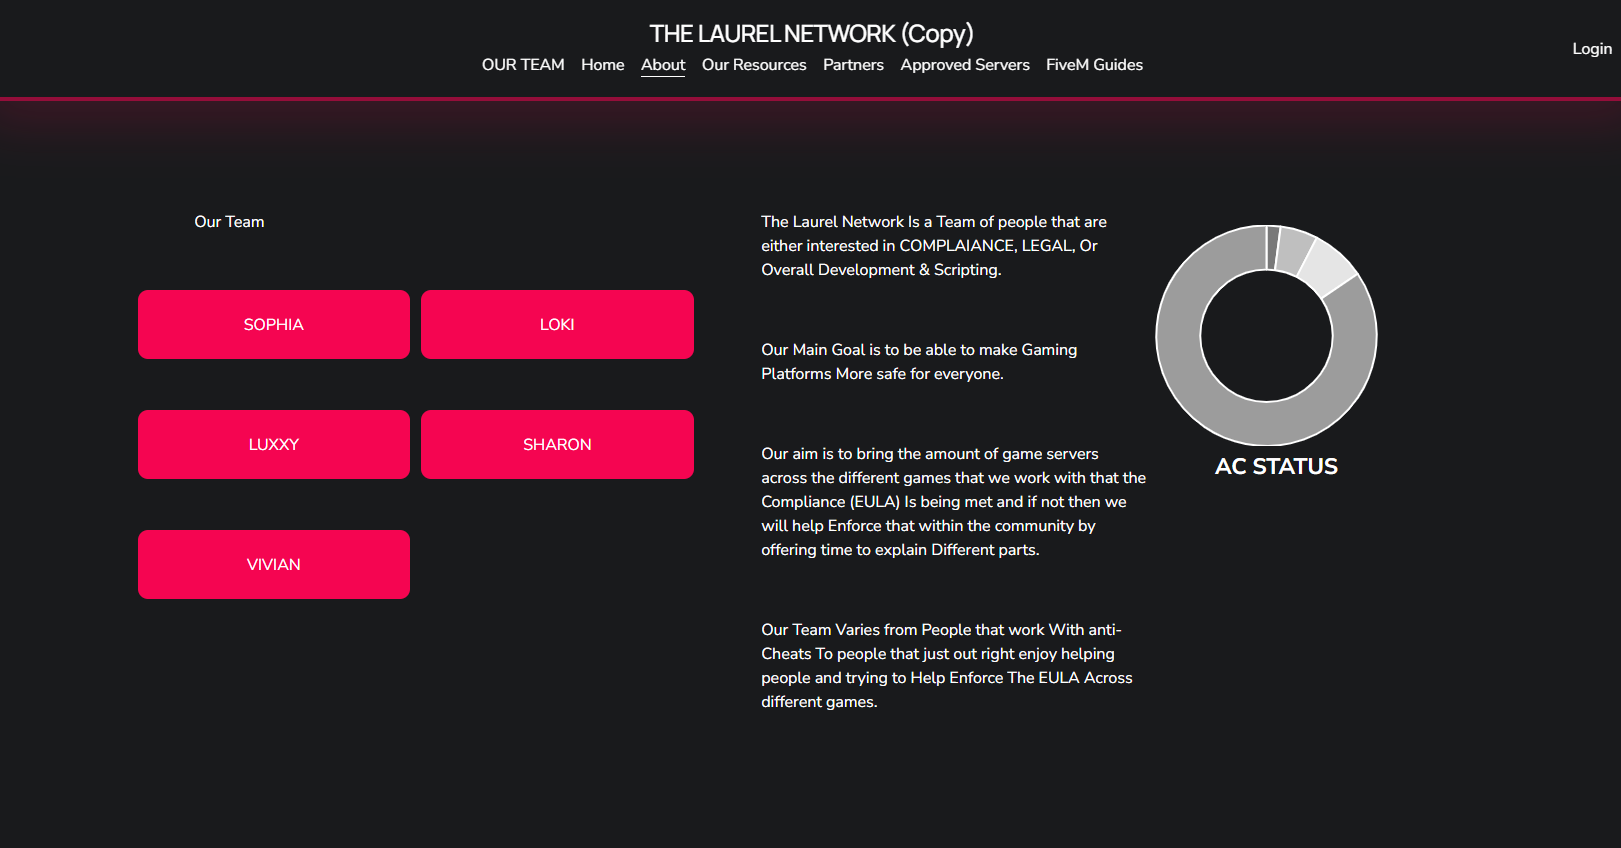 THE LAUREL NETWORK (Copy)
OUR TEAM Home About Our Resources Partners Approved Servers FiveM Guides
Login
Our Team
SOPHIA
LOKI
LUXXY
SHARON
VIVIAN
The Laurel Network Is a Team of people that are
either interested in COMPLAIANCE, LEGAL, Or
Overall Development & Scripting.
Our Main Goal is to be able to make Gaming
Platforms More safe for everyone.
Our aim is to bring the amount of game servers
across the different games that we work with that the
Compliance (EULA) Is being met and if not then we
will help Enforce that within the community by
offering time to explain Different parts.
Our Team Varies from People that work With anti-
Cheats To people that just out right enjoy helping
people and trying to Help Enforce The EULA Across
different games.
AC STATUS